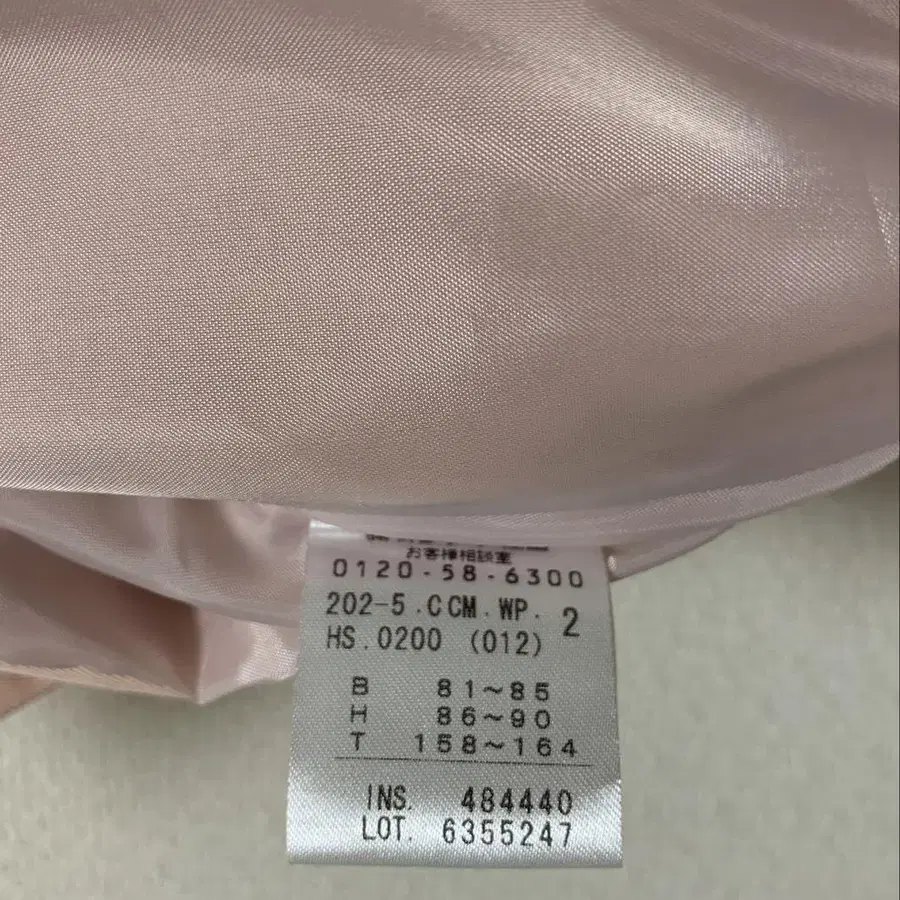 お客様相談室
0120-58-6300
202-5.CCM.WP. 2
HS.0200 (012)
B 81~85
H 86~90
T 158~164
INS. 484440
LOT. 6355247